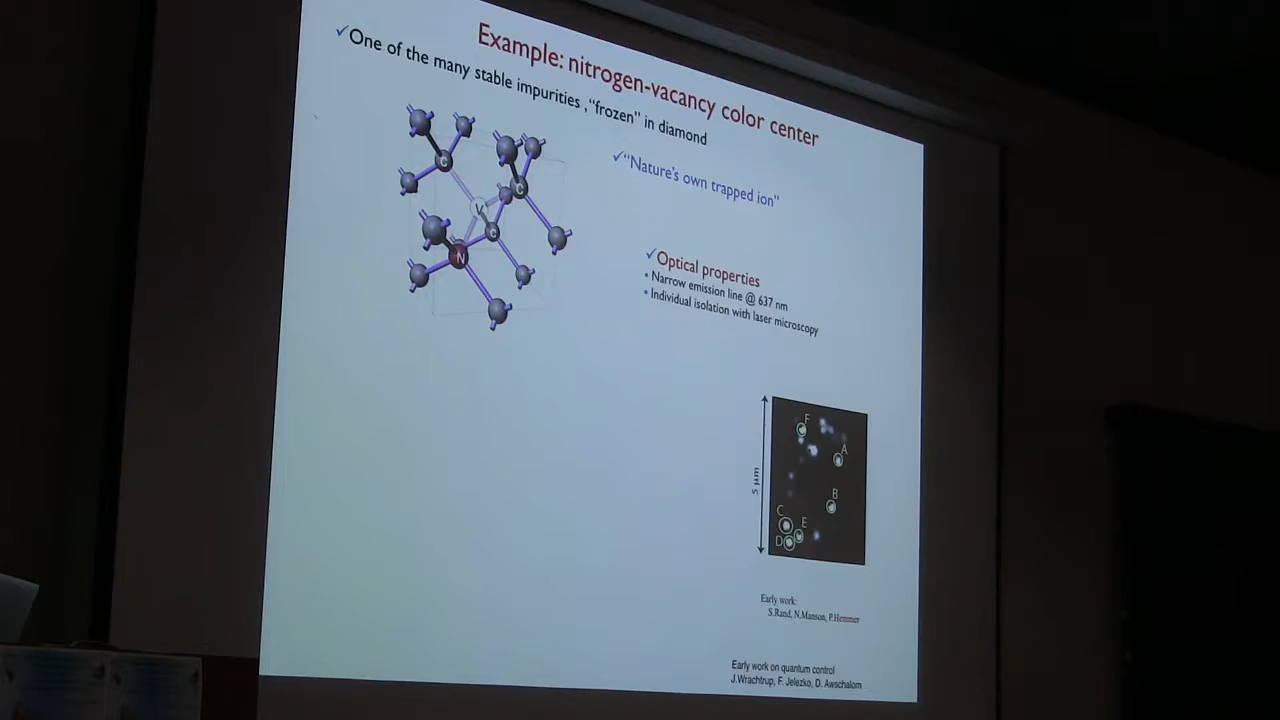 Example: nitrogen-vacancy color center
✓One of the many stable impurities ,"frozen" in diamond
✓"Nature's own trapped ion"
C
C
V
C
N
✓Optical properties
• Narrow emission line @ 637 nm
• Individual isolation with laser microscopy
5 μm
F
A
B
C
E
D
Early work:
S.Rand, N.Manson, P.Hemmer
Early work on quantum control
J.Wrachtrup, F. Jelezko, D. Awschalom